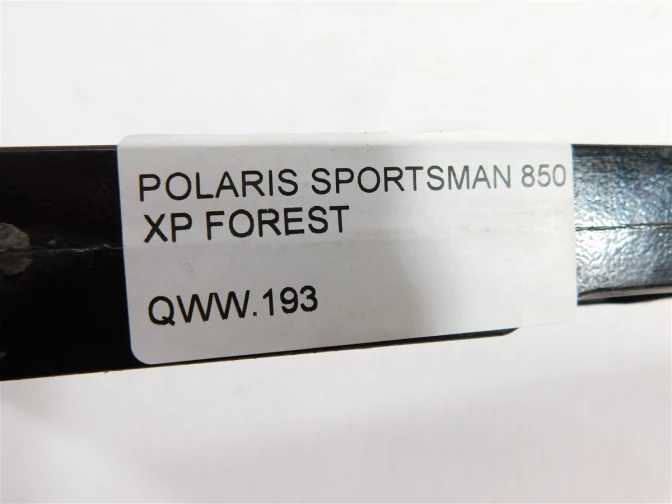 POLARIS SPORTSMAN 850
XP FOREST
QWW.193